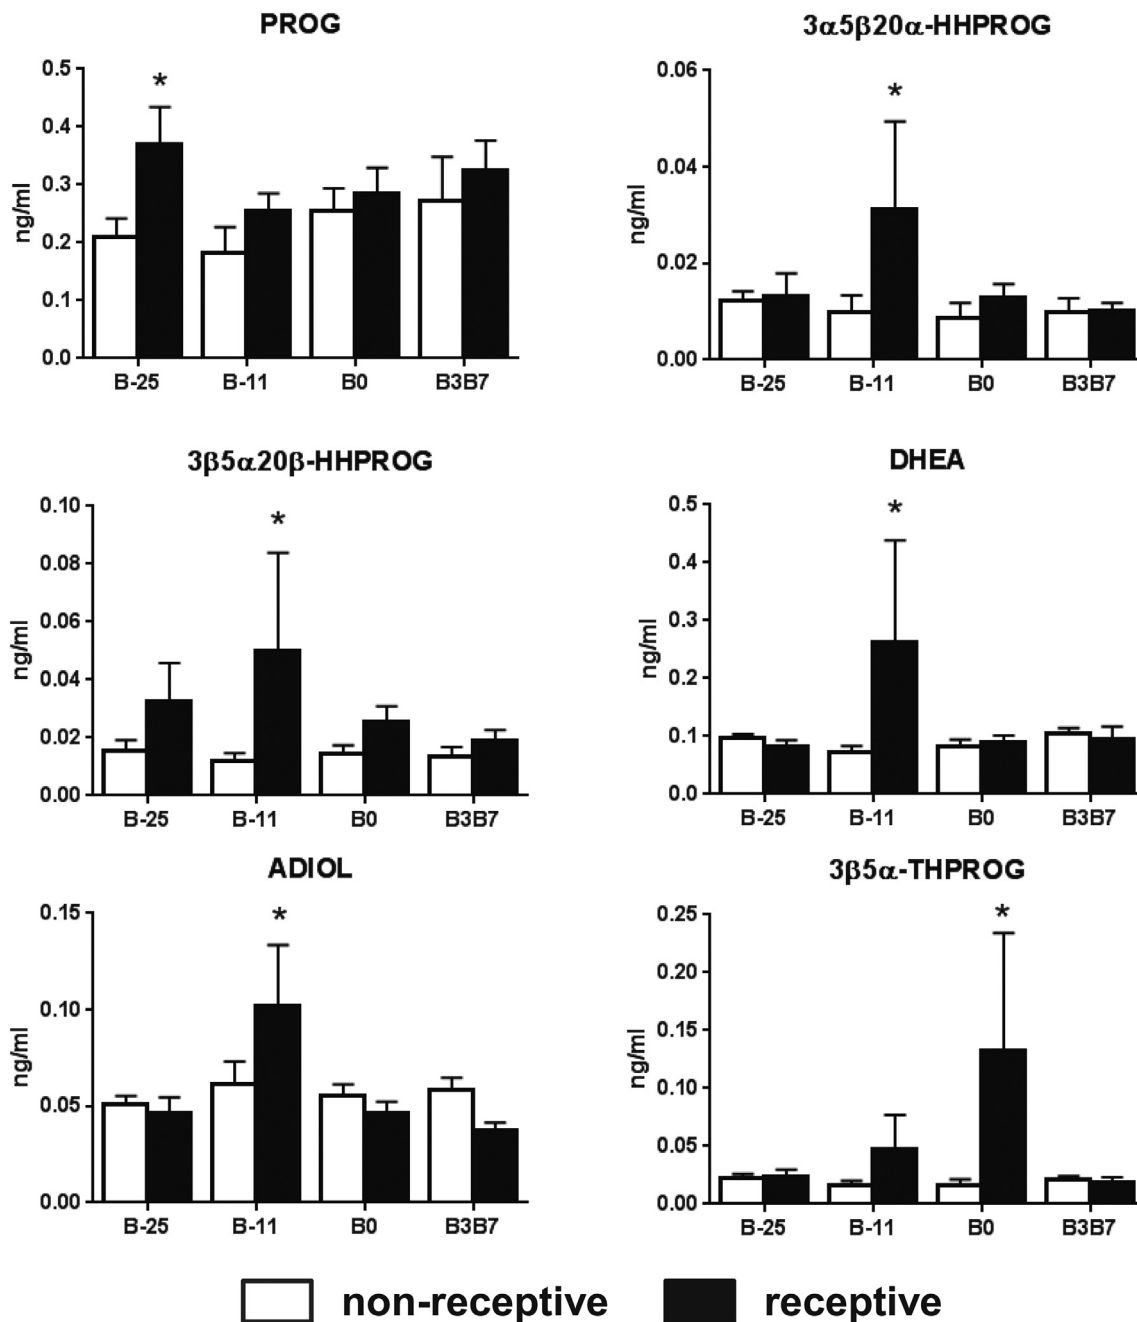 PROG
0.5
0.4
0.3
0.2
0.1
0.0
ng/ml
*
B-25 B-11 B0 B3B7
3α5β20α-HHPROG
0.06
0.04
0.02
0.00
ng/ml
*
B-25 B-11 B0 B3B7
3β5α20β-HHPROG
0.10
0.08
0.06
0.04
0.02
0.00
ng/ml
*
B-25 B-11 B0 B3B7
DHEA
0.5
0.4
0.3
0.2
0.1
0.0
ng/ml
*
B-25 B-11 B0 B3B7
ADIOL
0.15
0.10
0.05
0.00
ng/ml
*
B-25 B-11 B0 B3B7
3β5α-THPROG
0.25
0.20
0.15
0.10
0.05
0.00
ng/ml
*
B-25 B-11 B0 B3B7
non-receptive receptive